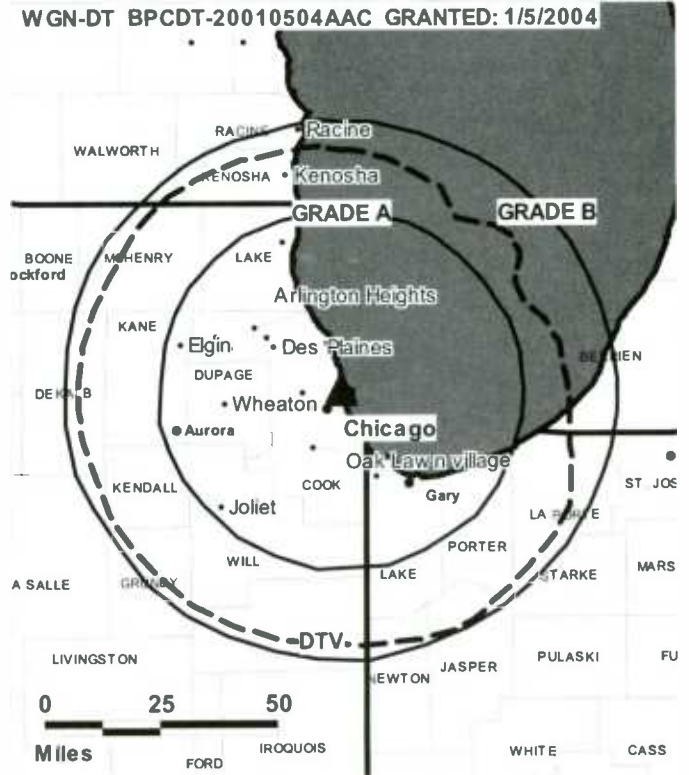 WGN-DT BPCDT-20010504AAC GRANTED: 1/5/2004
RACINE Racine
WALWORTH
KENOSHA Kenosha
GRADE A GRADE B
BOONE MCHENRY LAKE
ockford
Arlington Heights
KANE
Elgin Des Plaines
BERRIEN
DUPAGE
DEKALB Wheaton
Aurora Chicago
Oak Lawn village
KENDALL COOK Gary ST JOS
Joliet LA PORTE
WILL PORTER
A SALLE GRUNDY LAKE STARKE MARS
DTV
LIVINGSTON JASPER PULASKI FU
NEWTON
0 25 50
Miles FORD IROQUOIS WHITE CASS